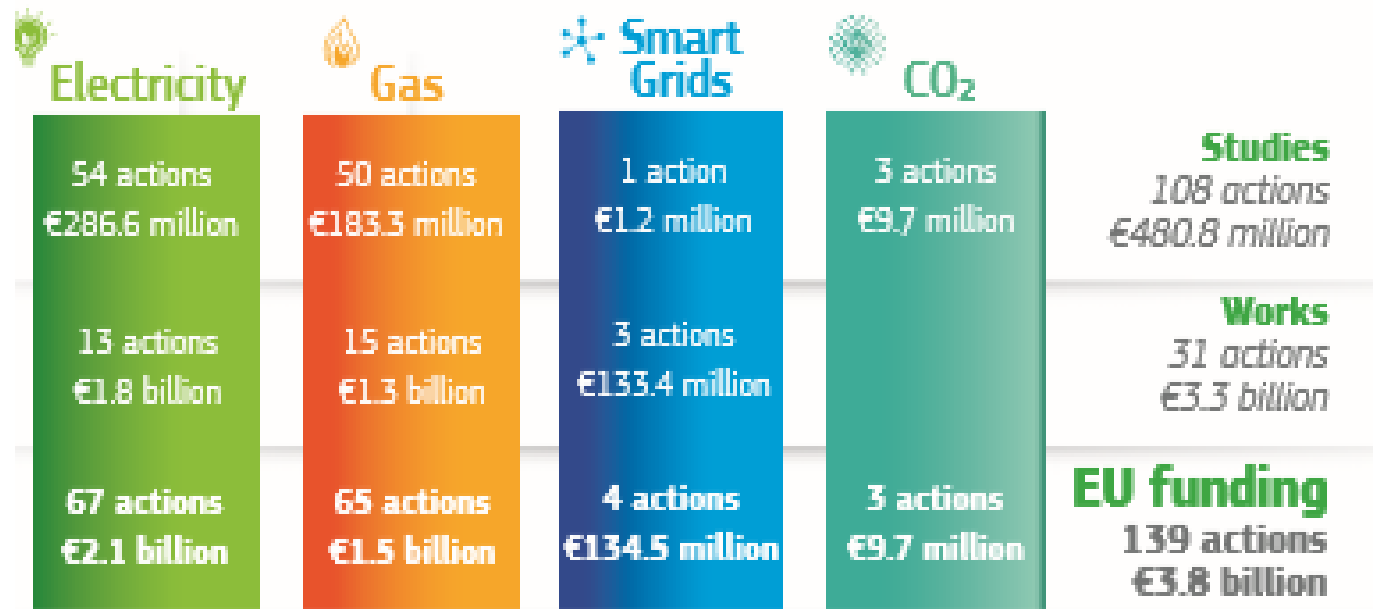 Electricity
Gas
Smart
Grids
CO₂
54 actions
€286.6 million
50 actions
€183.3 million
1 action
€1.2 million
3 actions
€9.7 million
Studies
108 actions
€480.8 million
13 actions
€1.8 billion
15 actions
€1.3 billion
3 actions
€133.4 million
Works
31 actions
€3.3 billion
67 actions
€2.1 billion
65 actions
€1.5 billion
4 actions
€134.5 million
3 actions
€9.7 million
EU funding
139 actions
€3.8 billion